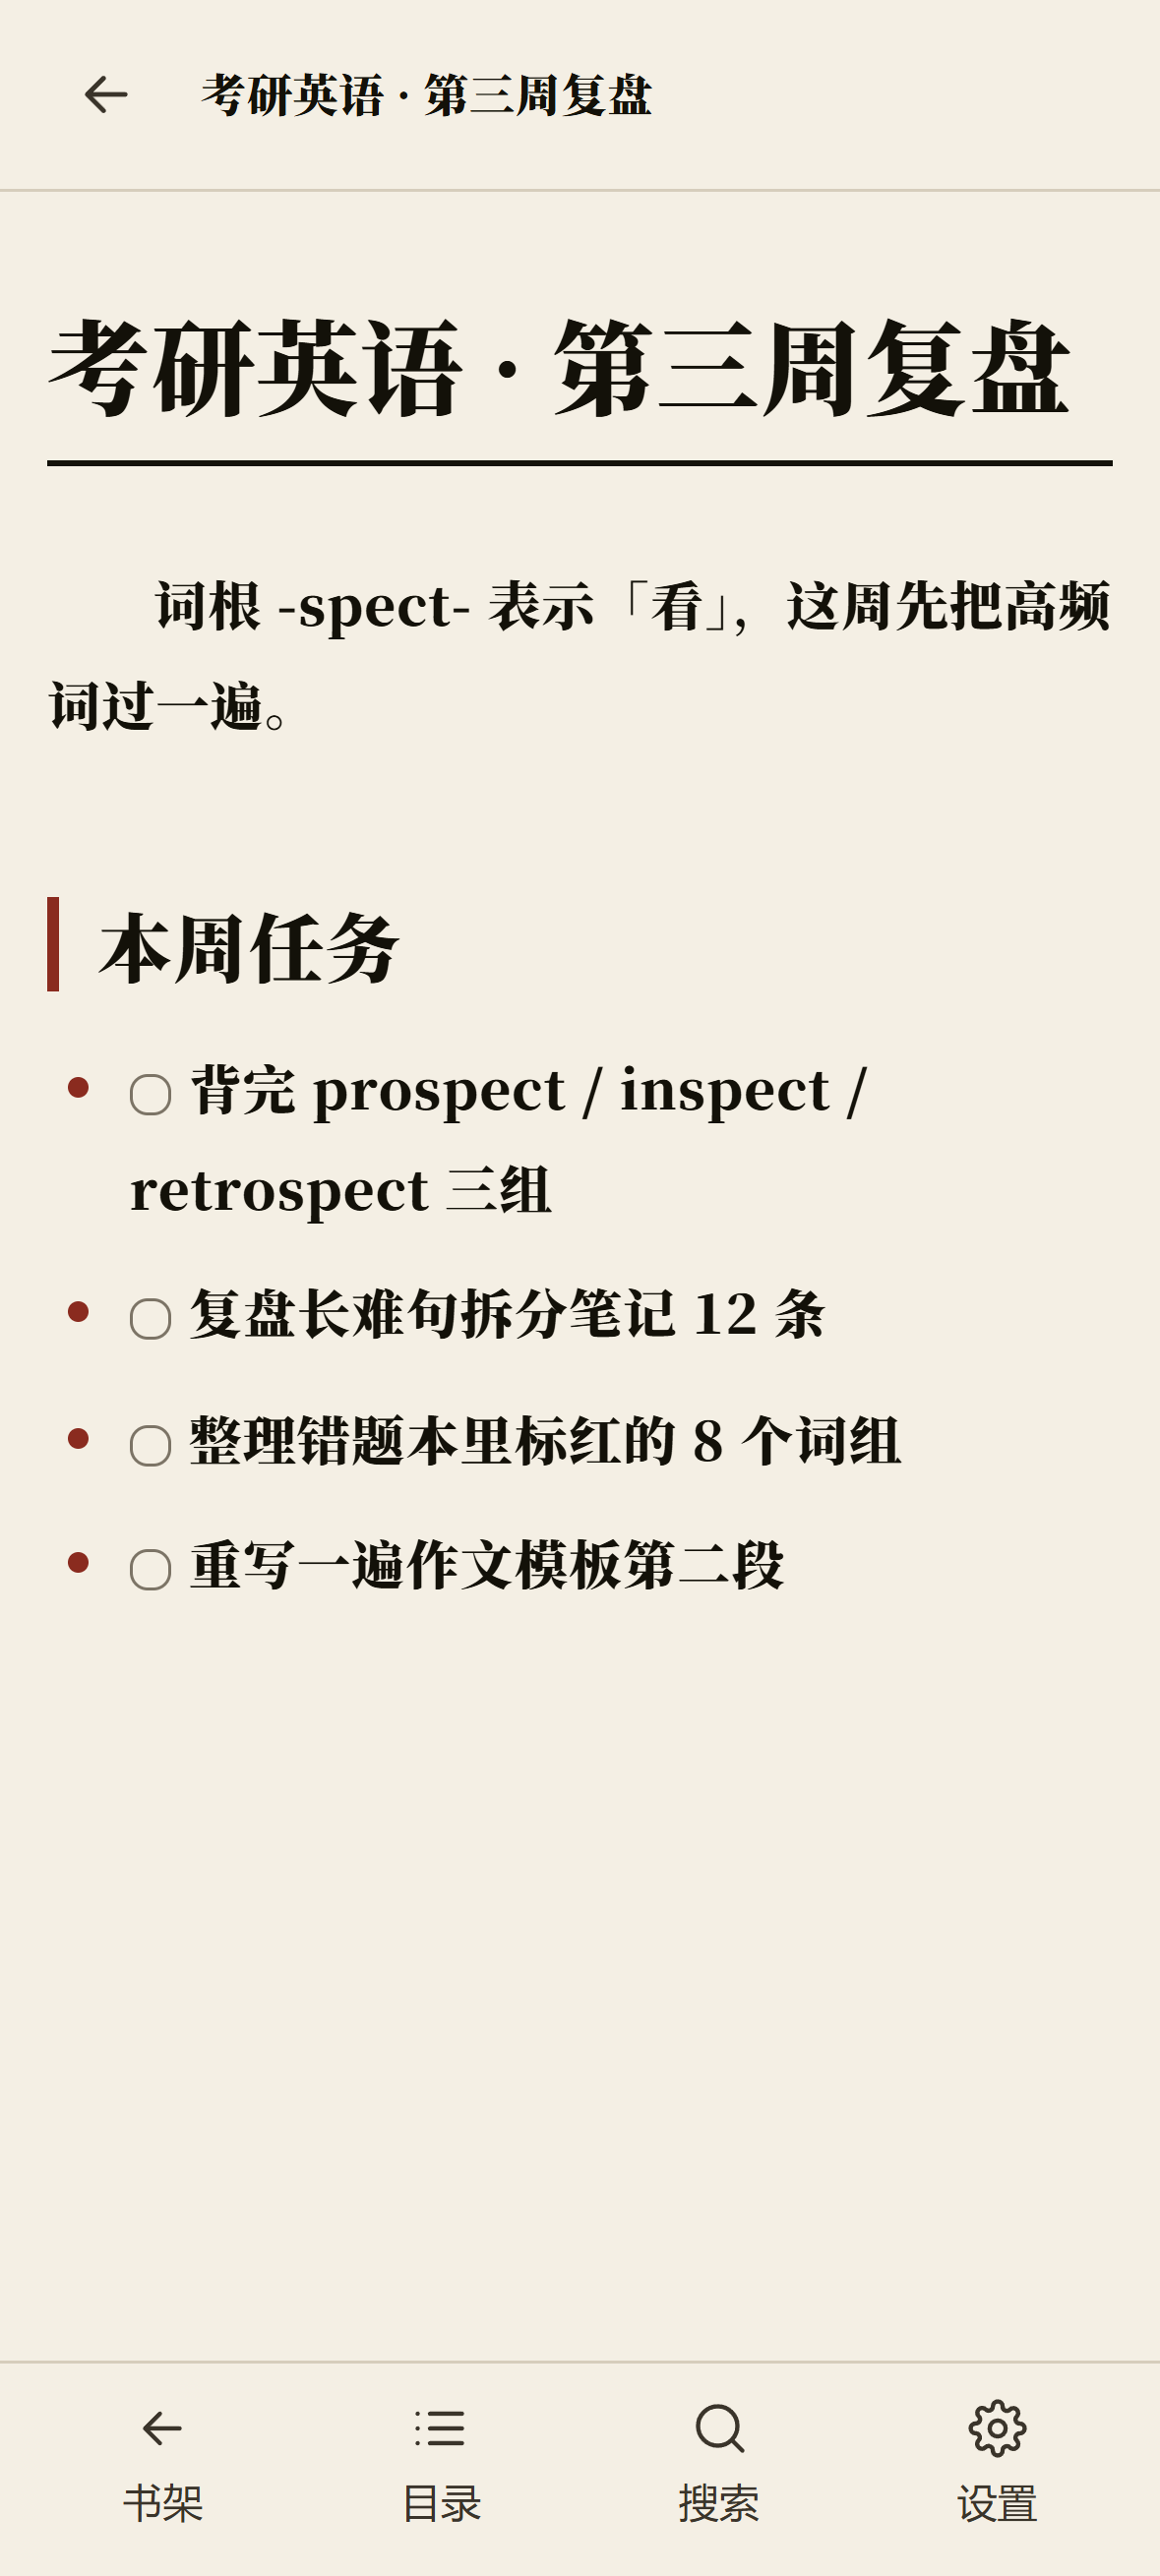 考研英语 · 第三周复盘
考研英语 · 第三周复盘
词根 -spect- 表示「看」，这周先把高频
词过一遍。
本周任务
背完 prospect / inspect /
retrospect 三组
复盘长难句拆分笔记 12 条
整理错题本里标红的 8 个词组
重写一遍作文模板第二段
书架
目录
搜索
设置